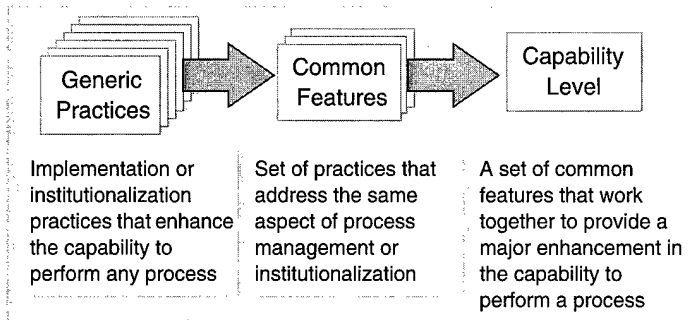 Generic
Practices
Common
Features
Capability
Level
Implementation or
institutionalization
practices that enhance
the capability to
perform any process
Set of practices that
address the same
aspect of process
management or
institutionalization
A set of common
features that work
together to provide a
major enhancement in
the capability to
perform a process